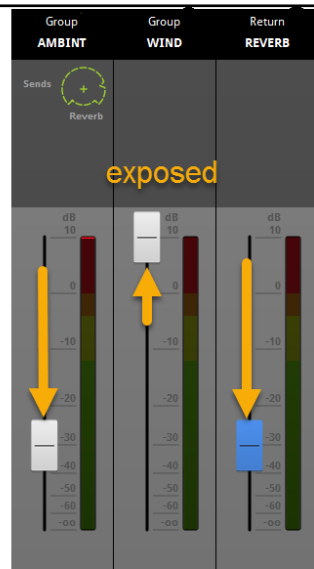 Group Group Return
AMBINT WIND REVERB
Sends
Reverb
exposed
dB dB dB
10 10 10
0 0 0
-10 -10 -10
-20 -20 -20
-30 -30 -30
-40 -40 -40
-50 -50 -50
-60 -60 -60
-oo -oo -oo